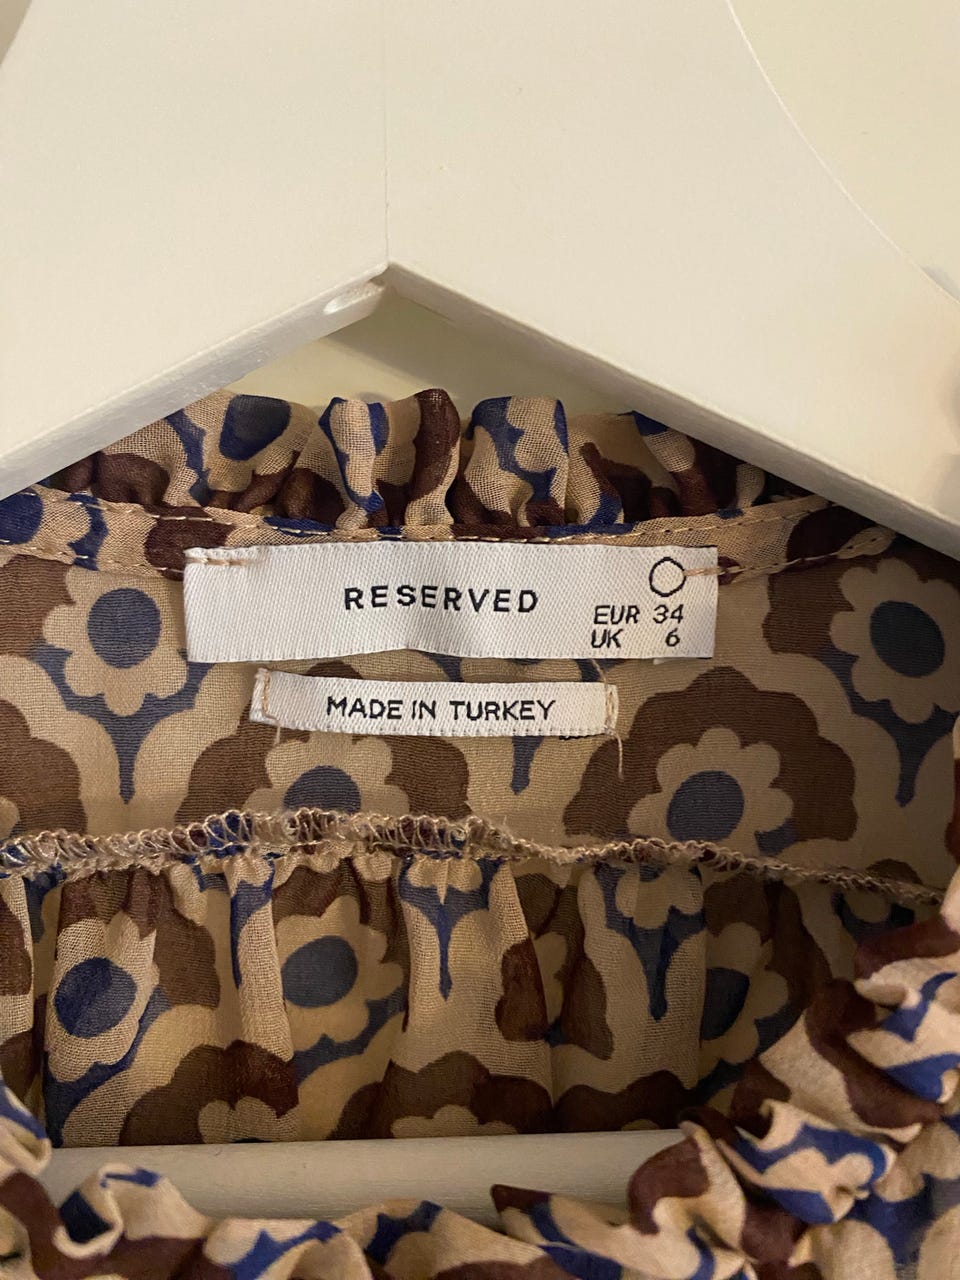 RESERVED
EUR 34
UK 6
MADE IN TURKEY